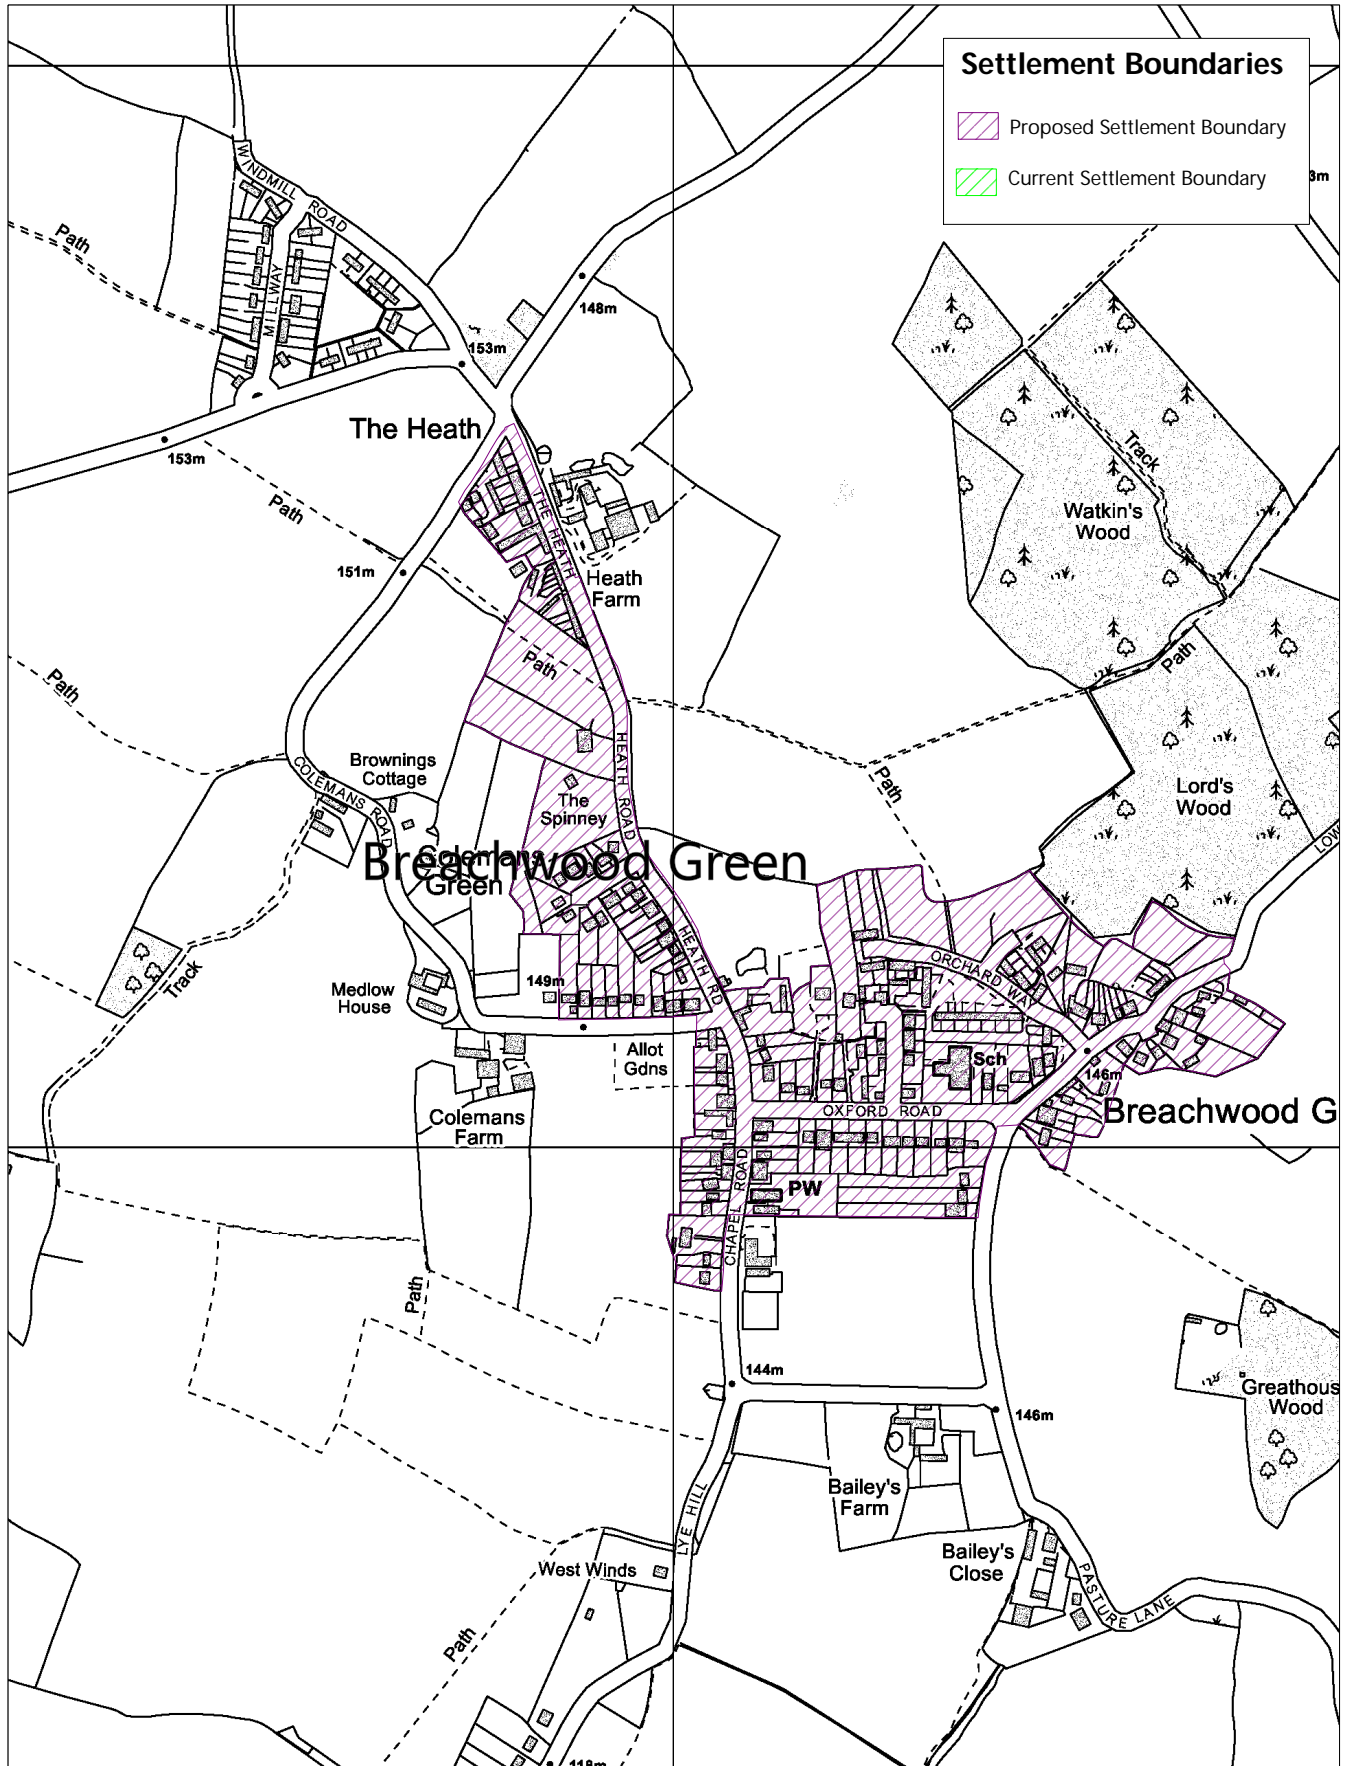 Settlement Boundaries
Proposed Settlement Boundary
Current Settlement Boundary
3m
WINDMILL ROAD
Path
MILLWAY
148m
153m
The Heath
153m
Path
THE HEATH
Track
Watkin's
Wood
151m
Heath
Farm
Path
Path
Path
HEATH ROAD
Brownings
Cottage
COLEMANS ROAD
The
Spinney
Path
Lord's
Wood
LOW
Breachwood Green
Colemans
Green
HEATH RD
ORCHARD WAY
Track
149m
Medlow
House
Allot
Gdns
Sch
146m
Colemans
Farm
OXFORD ROAD
Breachwood G
CHAPEL ROAD
PW
Path
144m
146m
Greathous
Wood
Bailey's
Farm
LYE HILL
Bailey's
Close
West Winds
PASTURE LANE
Path
118m